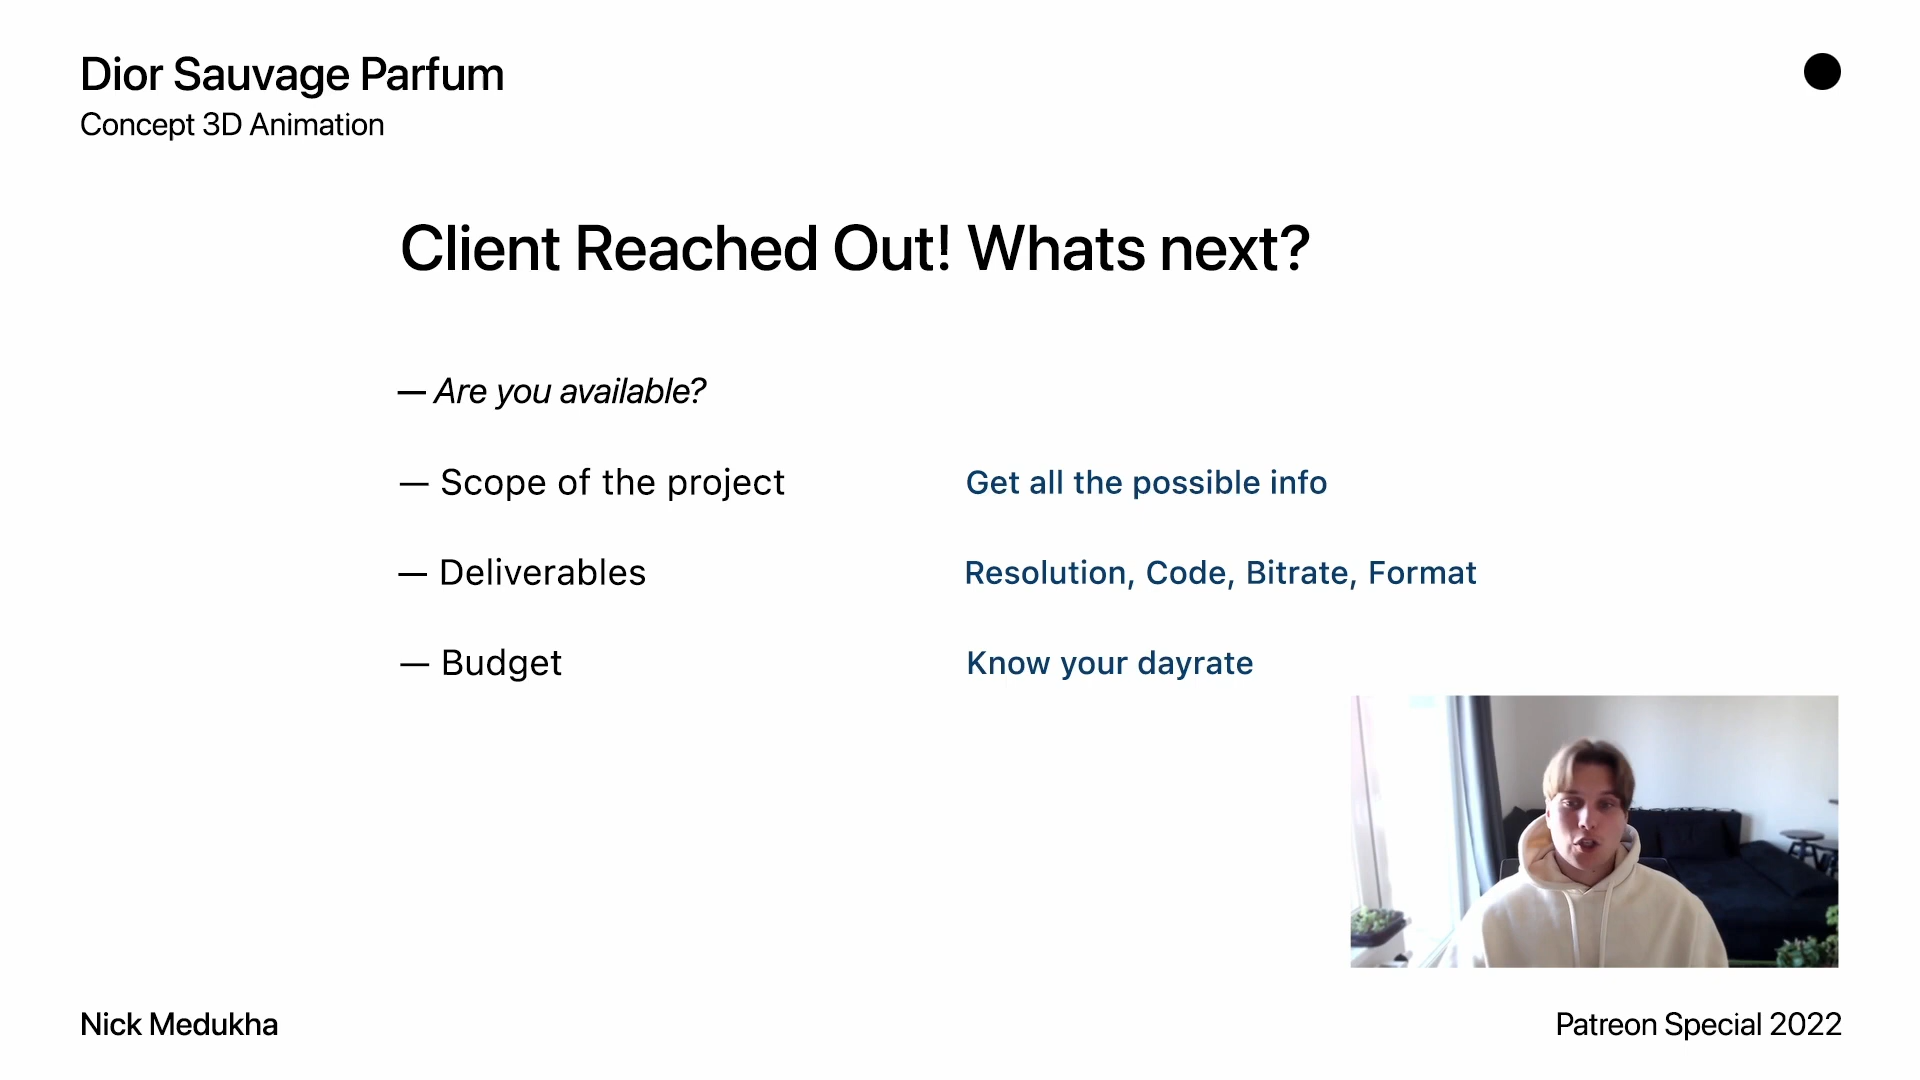 Dior Sauvage Parfum
Concept 3D Animation
Client Reached Out! Whats next?
— Are you available?
— Scope of the project
Get all the possible info
— Deliverables
Resolution, Code, Bitrate, Format
— Budget
Know your dayrate
Nick Medukha
Patreon Special 2022